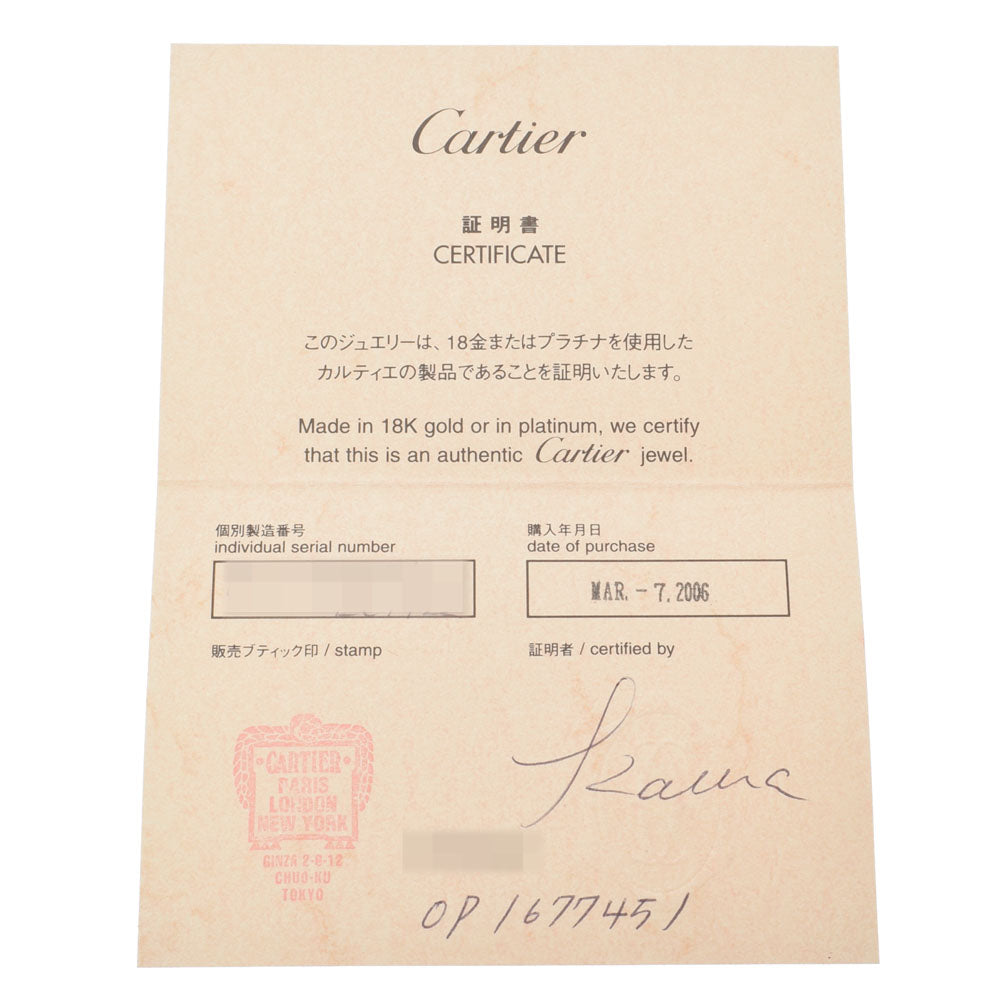 Cartier
証明書
CERTIFICATE
このジュエリーは、18金またはプラチナを使用した
カルティエの製品であることを証明いたします。
Made in 18K gold or in platinum, we certify
that this is an authentic Cartier jewel.
個別製造番号
individual serial number
購入年月日
date of purchase
MAR. - 7. 2006
販売ブティック印 / stamp
証明者 / certified by
CARTIER
PARIS
LONDON
NEW YORK
GINZA 2-6-12
CHUO-KU
TOKYO
OP 1677451